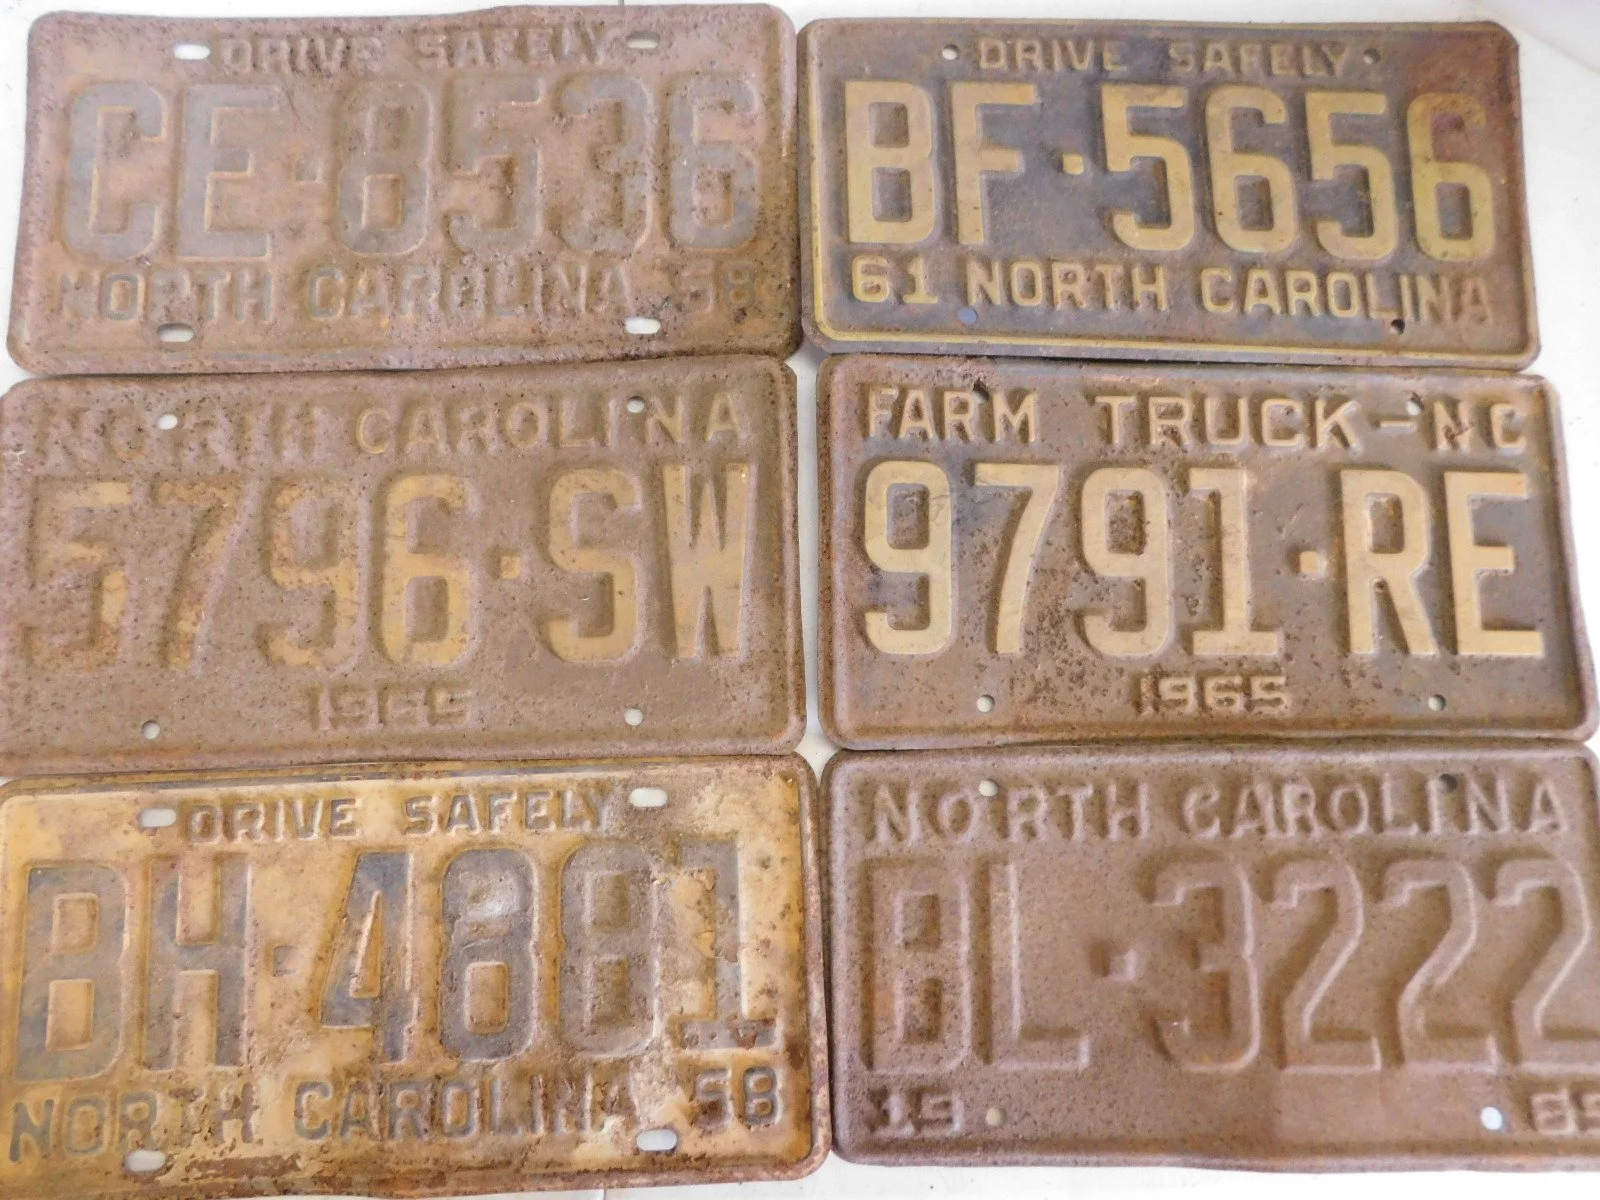 DRIVE SAFELY
CE·8536
NORTH CAROLINA 58
DRIVE SAFELY
BF·5656
61 NORTH CAROLINA
NORTH CAROLINA
5796·SW
1965
FARM TRUCK-NC
9791·RE
1965
DRIVE SAFELY
BH·4881
NORTH CAROLINA 58
NORTH CAROLINA
BL·3222
19